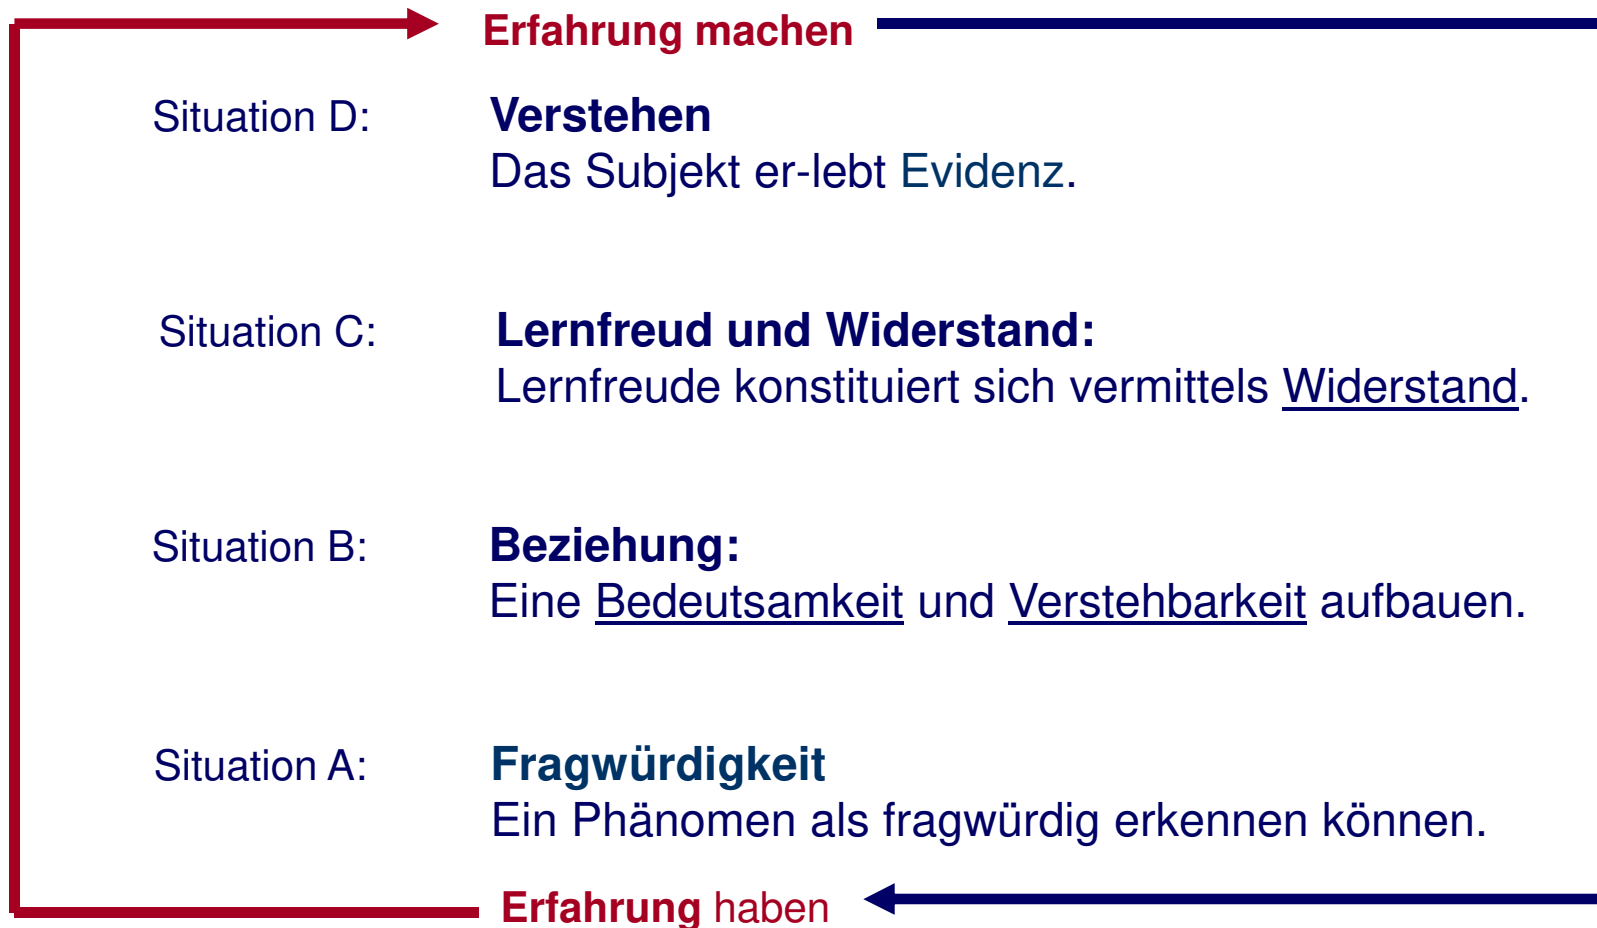 Erfahrung machen
Situation D: Verstehen
Das Subjekt er-lebt Evidenz.
Situation C: Lernfreud und Widerstand:
Lernfreude konstituiert sich vermittels Widerstand.
Situation B: Beziehung:
Eine Bedeutsamkeit und Verstehbarkeit aufbauen.
Situation A: Fragwürdigkeit
Ein Phänomen als fragwürdig erkennen können.
Erfahrung haben